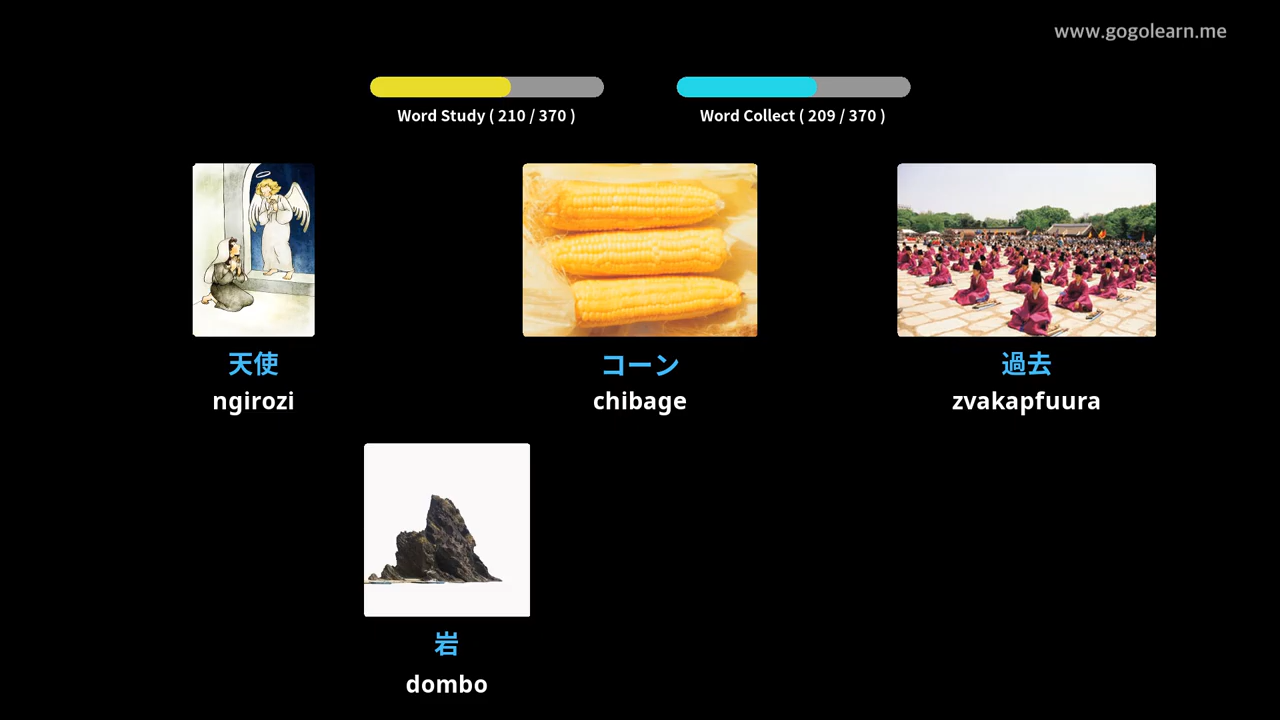 www.gogolearn.me
Word Study ( 210 / 370 )
Word Collect ( 209 / 370 )
天使
ngirozi
コーン
chibage
過去
zvakapfuura
岩
dombo